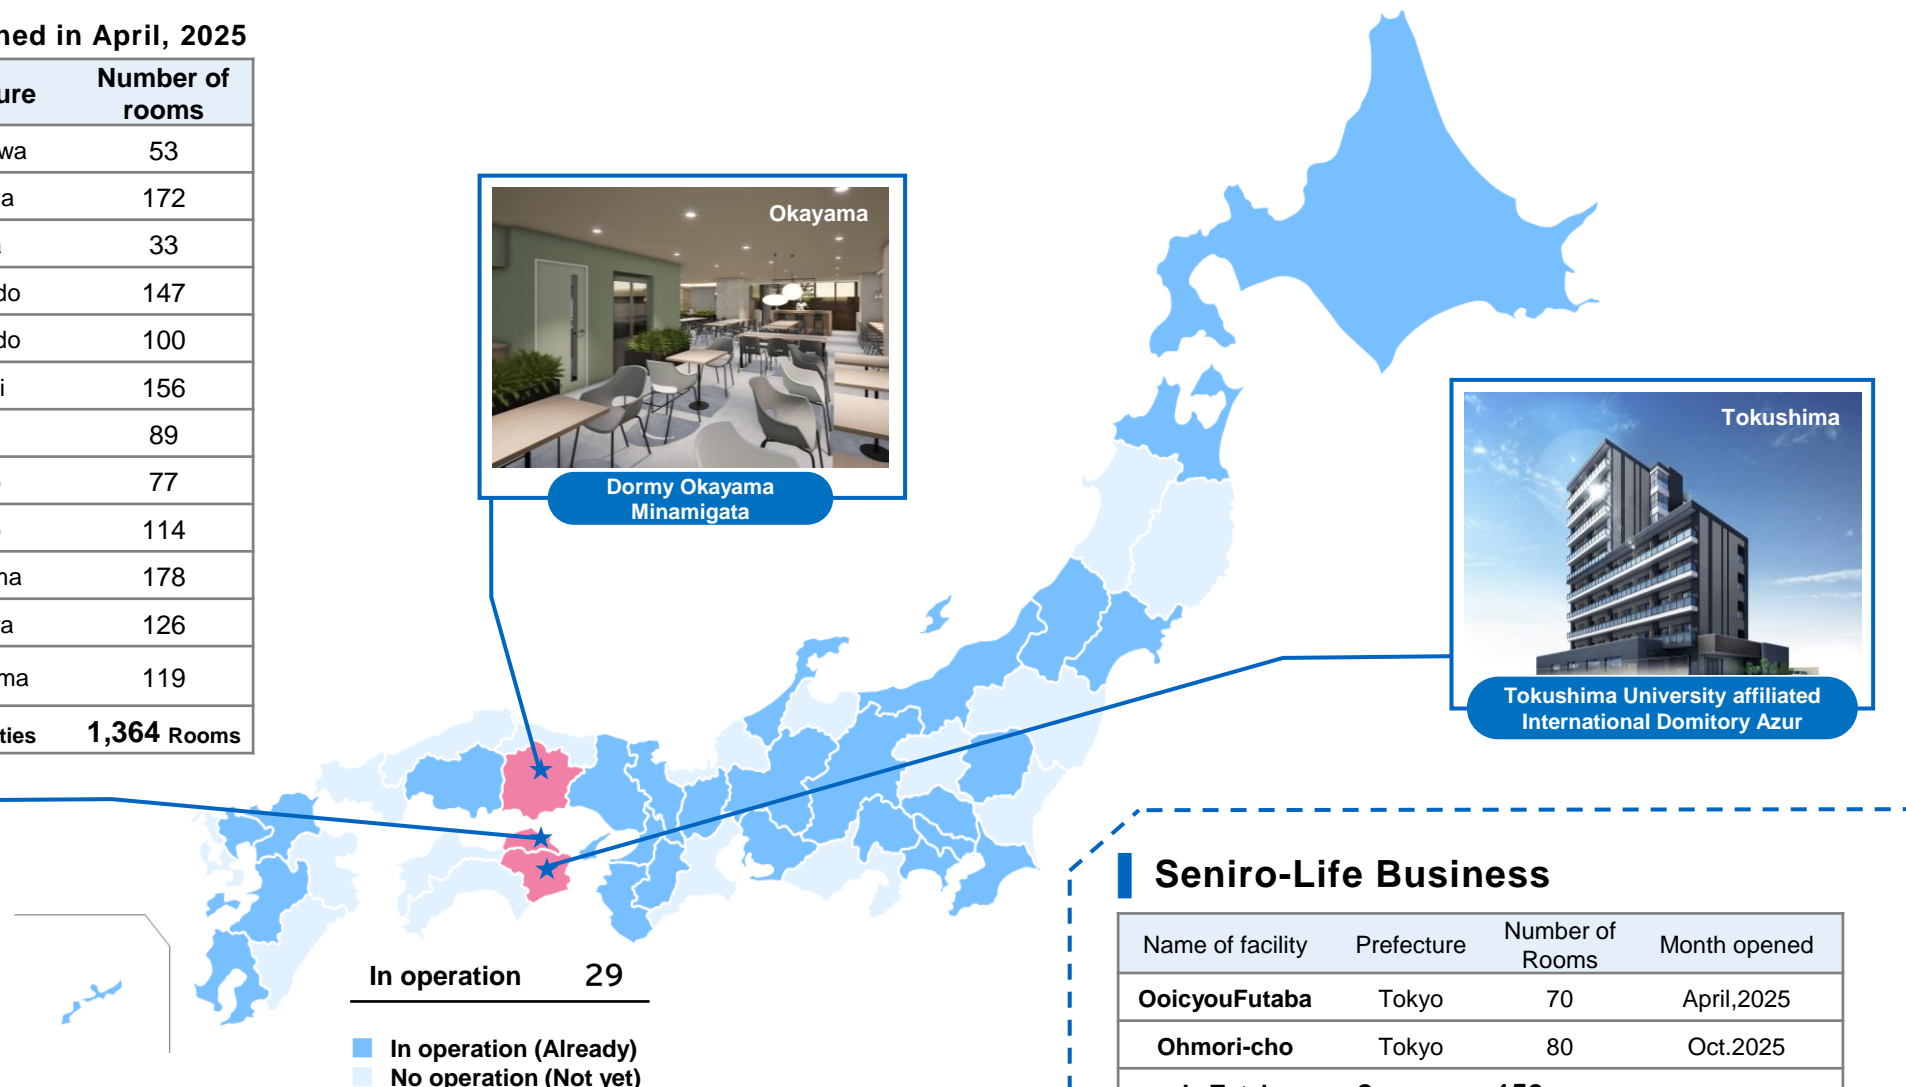 ned in April, 2025
ure
Number of
rooms
wa 53
a 172
33
do 147
do 100
i 156
89
77
114
ma 178
a 126
ma 119
ties 1,364 Rooms
Okayama
Dormy Okayama
Minamigata
Tokushima
Tokushima University affiliated
International Domitory Azur
In operation 29
In operation (Already)
No operation (Not yet)
Seniro-Life Business
Name of facility Prefecture Number of Rooms Month opened
OoicyouFutaba Tokyo 70 April,2025
Ohmori-cho Tokyo 80 Oct.2025